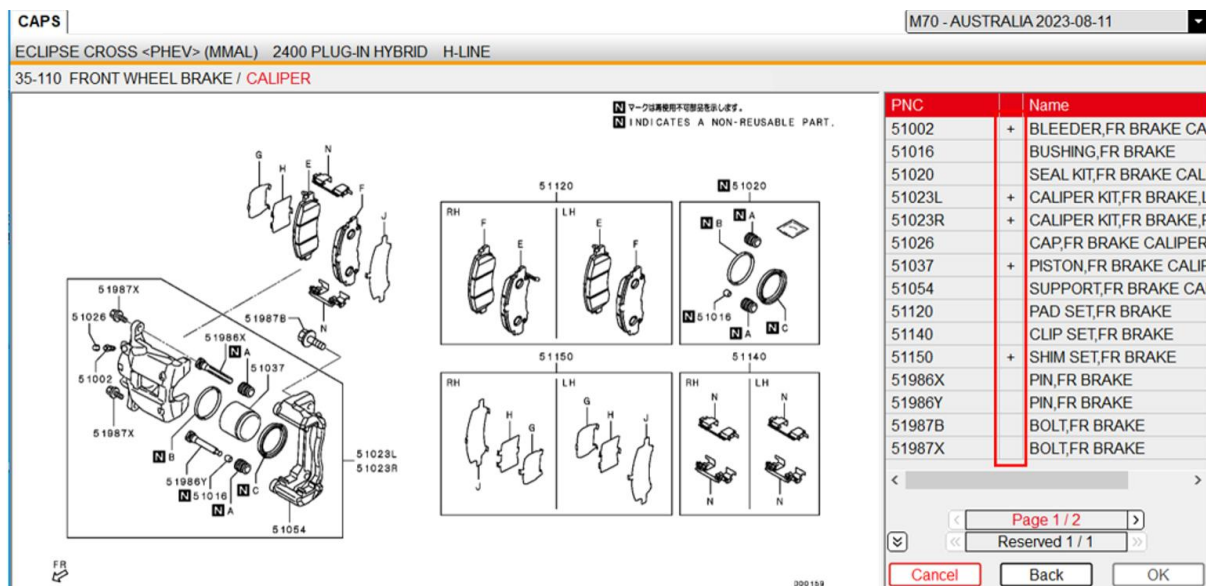 CAPS
M70 - AUSTRALIA 2023-08-11
ECLIPSE CROSS <PHEV> (MMAL) 2400 PLUG-IN HYBRID H-LINE
35-110 FRONT WHEEL BRAKE / CALIPER
N マークは再使用不可部品を示します。
N INDICATES A NON-REUSABLE PART.
G
H
E
N
F
J
N
51987X
51026
51002
51987X
51986X
N A
51037
51987B
N B
51986Y
N 51016
N A
N C
51054
51023L
51023R
FR
51120
RH
LH
F
E
E
F
N 51020
N A
N B
N 51016
N A
N C
51150
RH
LH
J
H
G
G
H
J
51140
RH
LH
N
N
N
N
000159
PNC Name
51002 + BLEEDER,FR BRAKE CA
51016 BUSHING,FR BRAKE
51020 SEAL KIT,FR BRAKE CAL
51023L + CALIPER KIT,FR BRAKE,L
51023R + CALIPER KIT,FR BRAKE,
51026 CAP,FR BRAKE CALIPER
51037 + PISTON,FR BRAKE CALIP
51054 SUPPORT,FR BRAKE CA
51120 PAD SET,FR BRAKE
51140 CLIP SET,FR BRAKE
51150 + SHIM SET,FR BRAKE
51986X PIN,FR BRAKE
51986Y PIN,FR BRAKE
51987B BOLT,FR BRAKE
51987X BOLT,FR BRAKE
Page 1 / 2
Reserved 1 / 1
Cancel Back OK